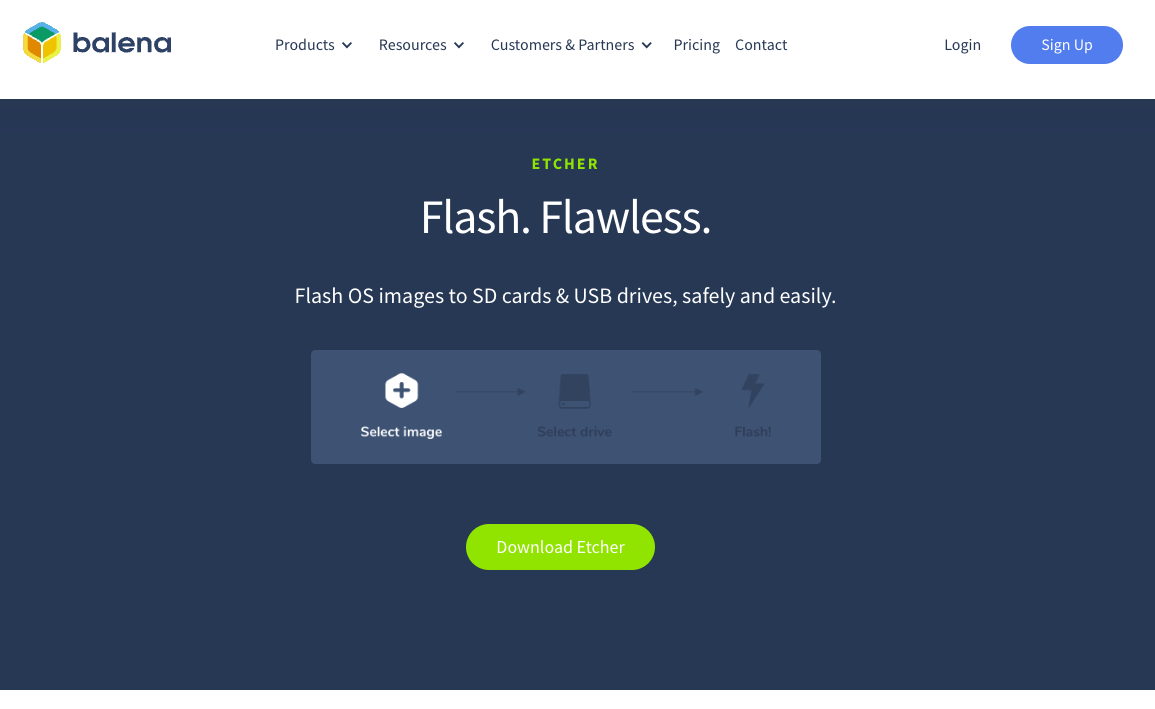 balena
Products Resources Customers & Partners Pricing Contact Login Sign Up
ETCHER
Flash. Flawless.
Flash OS images to SD cards & USB drives, safely and easily.
Select image Select drive Flash!
Download Etcher